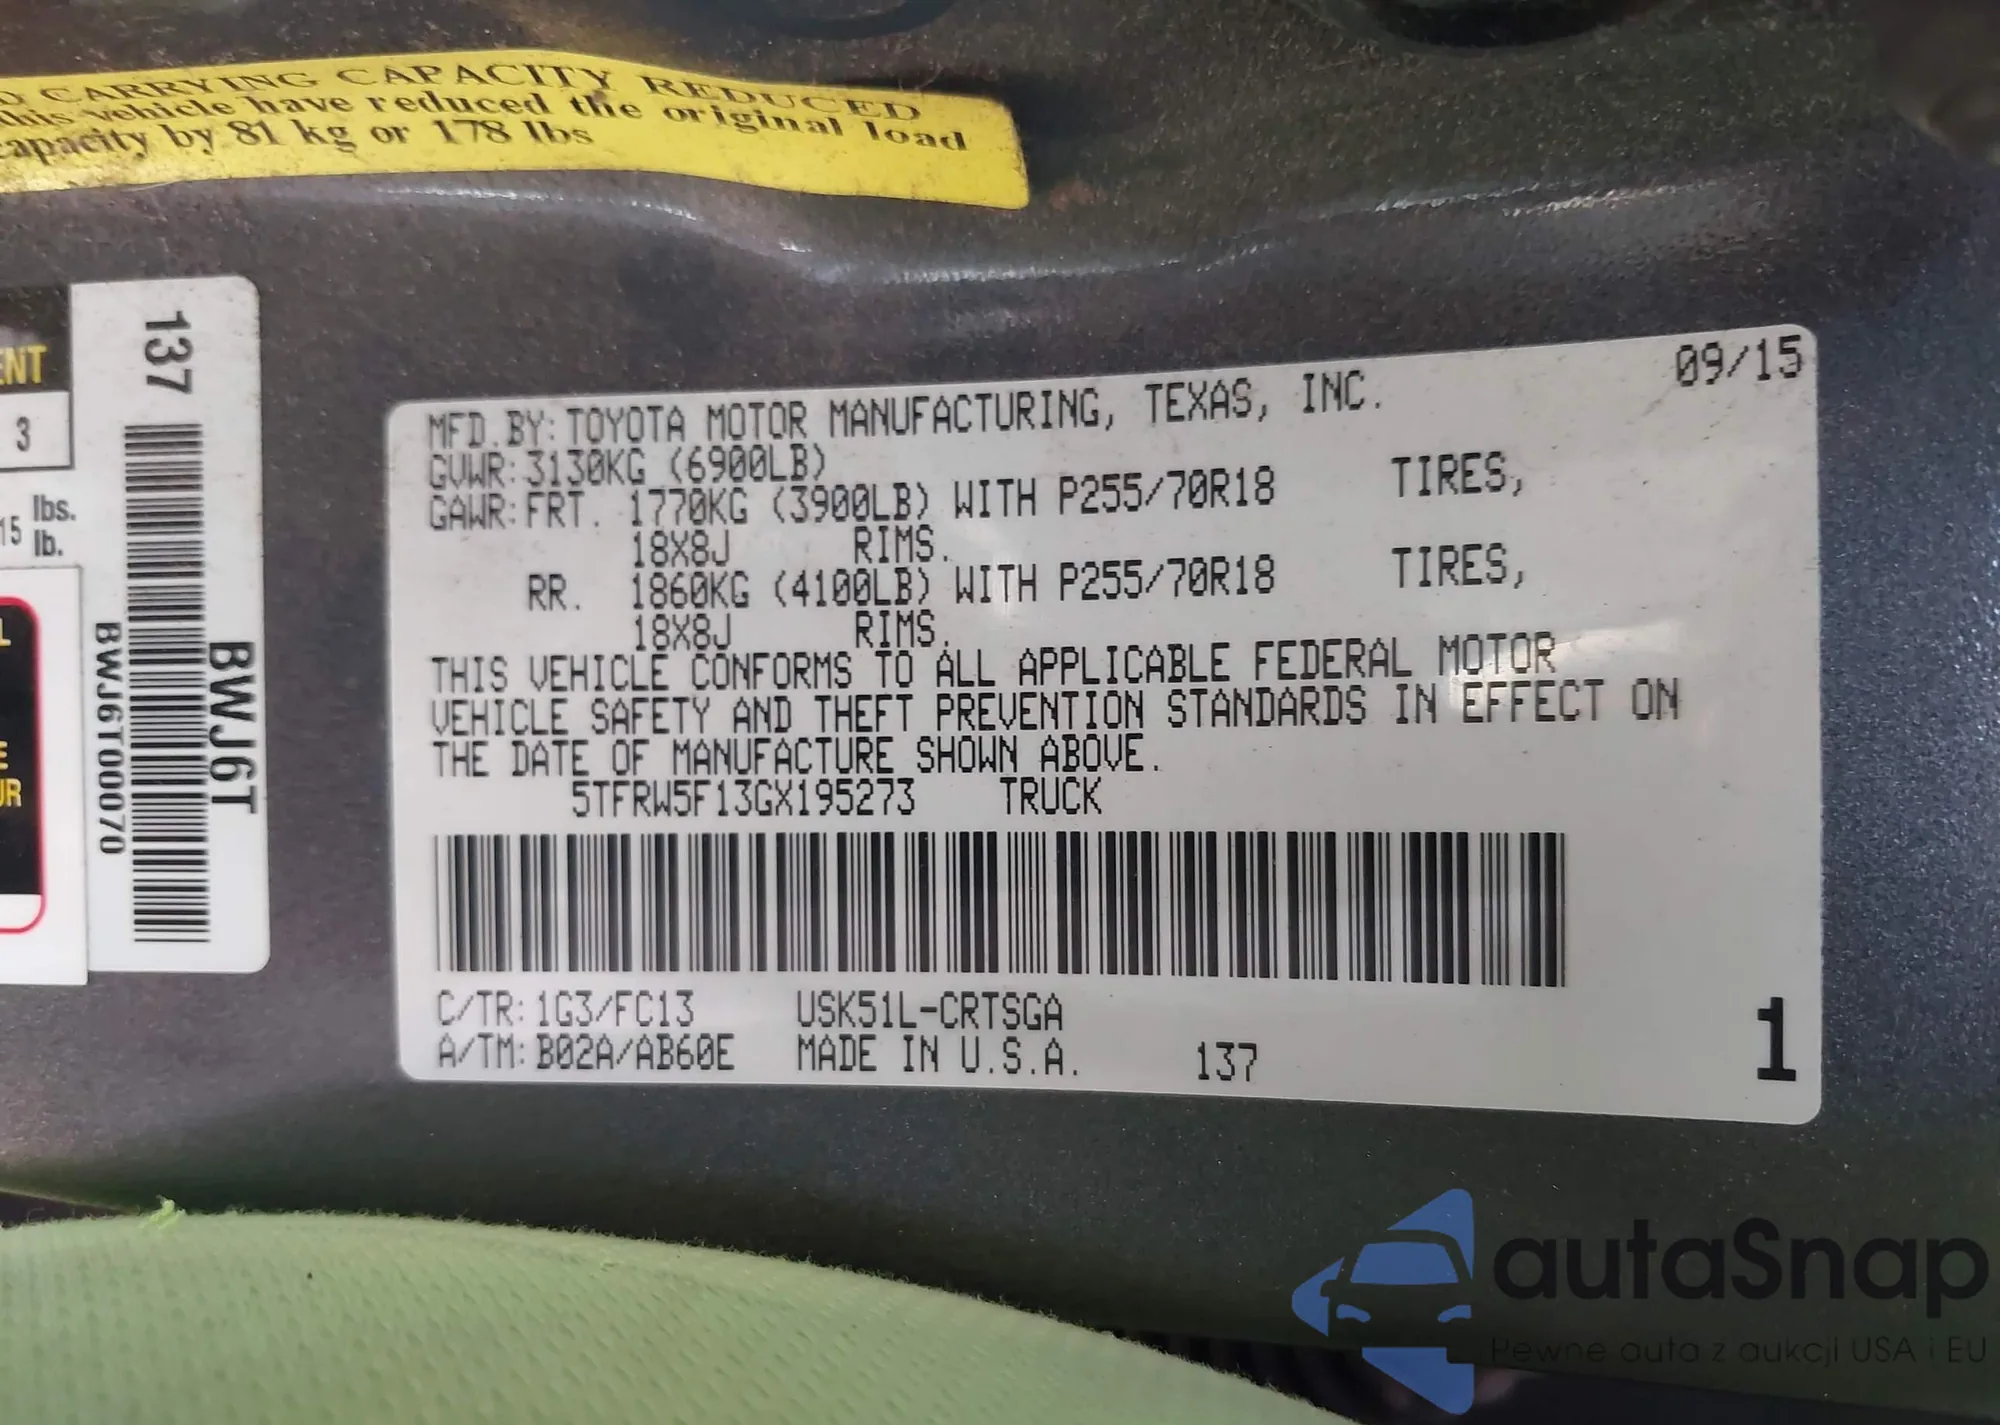 CARRYING CAPACITY REDUCED
this vehicle have reduced the original load
capacity by 81 kg or 178 lbs
ENT
3
15 lbs.
lb.
137
BWJ6T
BWJ6T00070
09/15
MFD.BY: TOYOTA MOTOR MANUFACTURING, TEXAS, INC.
GVWR: 3130KG (6900LB)
GAWR: FRT. 1770KG (3900LB) WITH P255/70R18 TIRES,
18X8J RIMS.
RR. 1860KG (4100LB) WITH P255/70R18 TIRES,
18X8J RIMS.
THIS VEHICLE CONFORMS TO ALL APPLICABLE FEDERAL MOTOR
VEHICLE SAFETY AND THEFT PREVENTION STANDARDS IN EFFECT ON
THE DATE OF MANUFACTURE SHOWN ABOVE.
5TFRW5F13GX195273 TRUCK
C/TR: 1G3/FC13 USK51L-CRTSGA
A/TM: B02A/AB60E MADE IN U.S.A. 137
1
autaSnap
Pewne auta z aukcji USA i EU